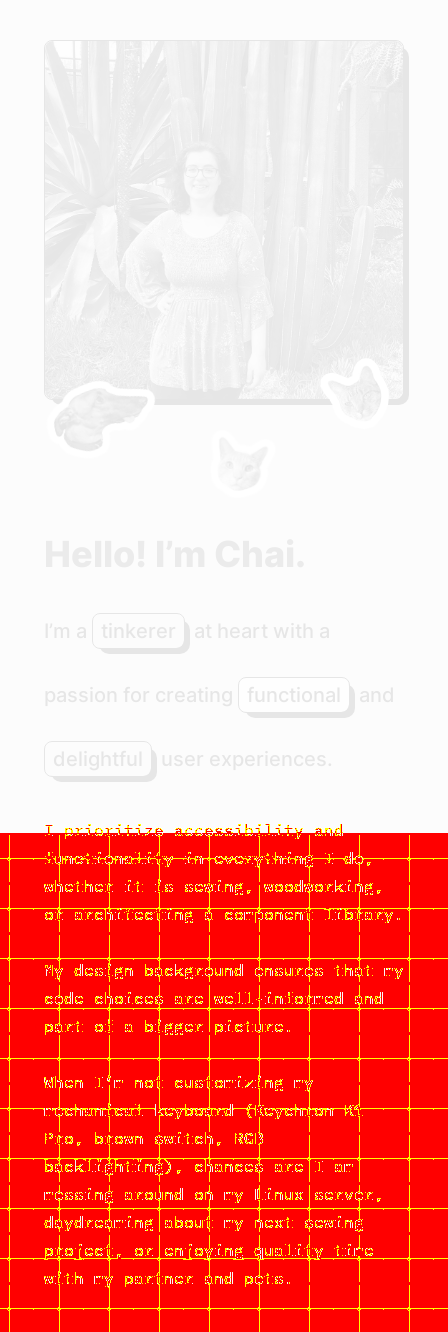 Hello! I'm Chai.
I'm a tinkerer at heart with a
passion for creating functional and
delightful user experiences.
I prioritize accessibility and
functionality in everything I do,
whether it is sewing, woodworking,
or architecting a component library.
My design background ensures that my
code choices are well-informed and
part of a bigger picture.
When I'm not customizing my
mechanical keyboard (Keychron
Pro, brown switch, RGB
backlighting), chances are I am
messing around on my Linux server,
daydreaming about my next sewing
project, or enjoying quality time
with my partner and pets.